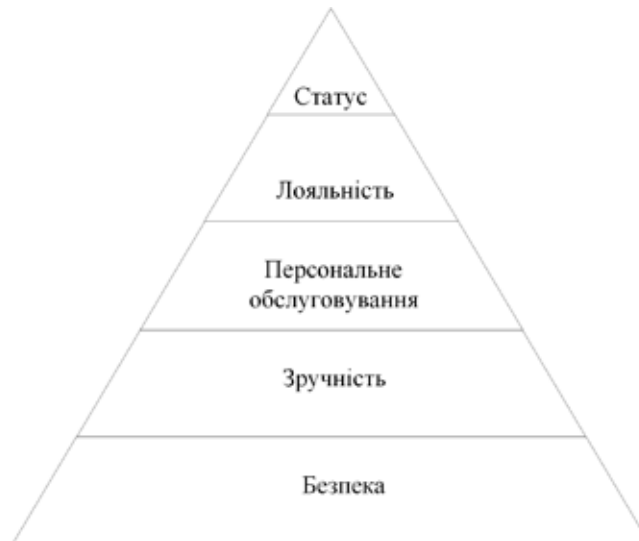 Статус
Лояльність
Персональне
обслуговування
Зручність
Безпека